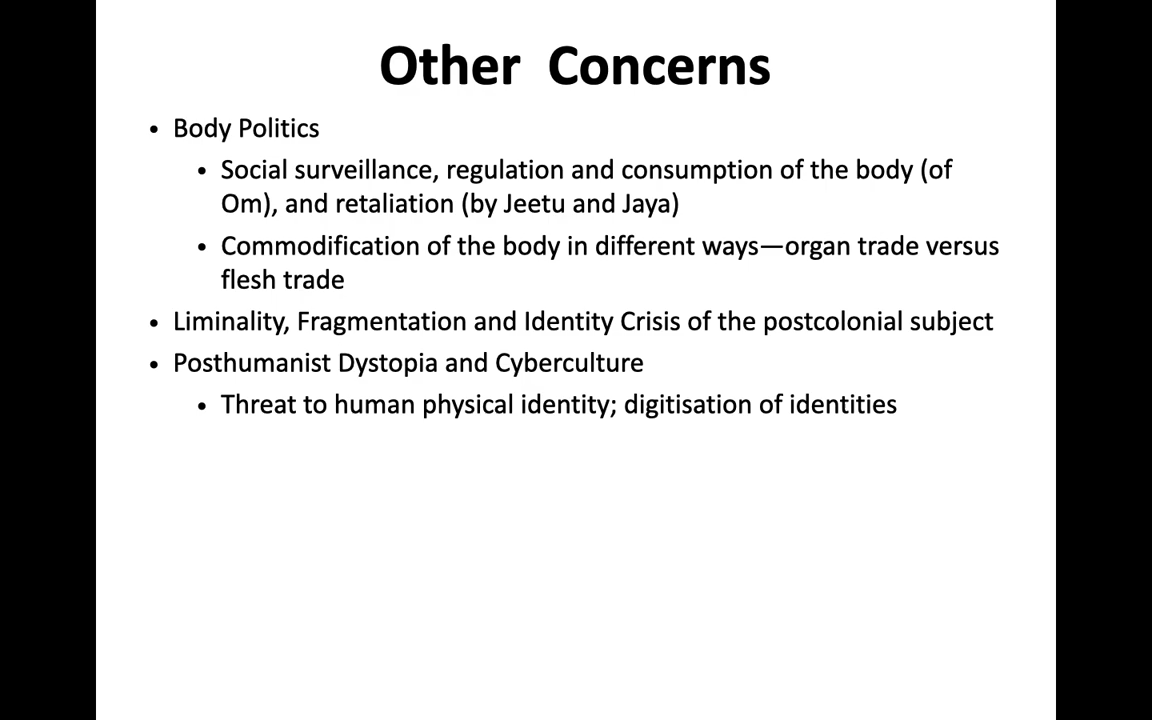 Other Concerns
• Body Politics
• Social surveillance, regulation and consumption of the body (of
Om), and retaliation (by Jeetu and Jaya)
• Commodification of the body in different ways—organ trade versus
flesh trade
• Liminality, Fragmentation and Identity Crisis of the postcolonial subject
• Posthumanist Dystopia and Cyberculture
• Threat to human physical identity; digitisation of identities